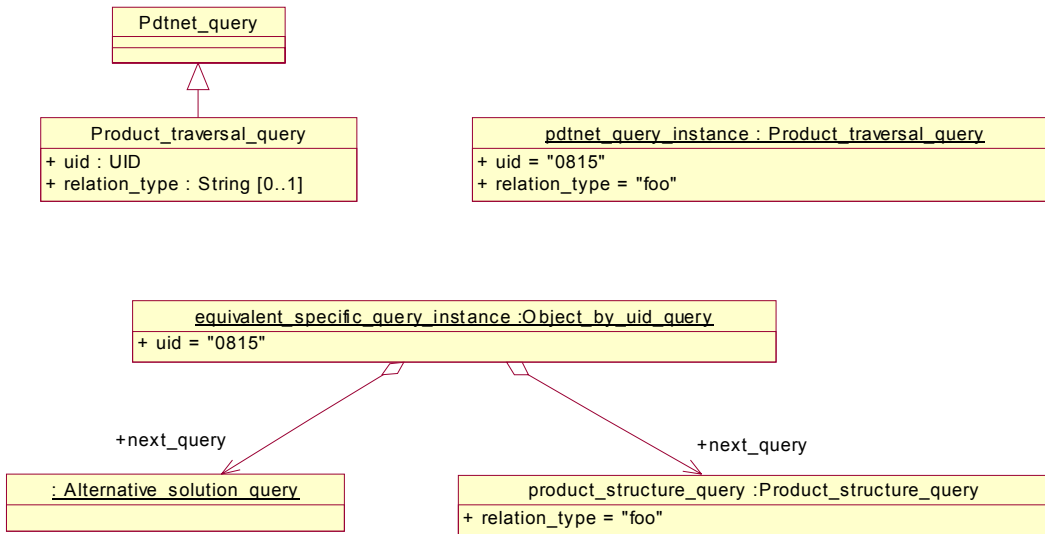 Pdtnet_query
Product_traversal_query
+ uid : UID
+ relation_type : String [0..1]
pdtnet_query_instance : Product_traversal_query
+ uid = "0815"
+ relation_type = "foo"
equivalent_specific_query_instance :Object_by_uid_query
+ uid = "0815"
+next_query
+next_query
: Alternative_solution_query
product_structure_query :Product_structure_query
+ relation_type = "foo"